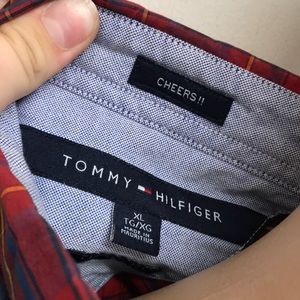 CHEERS!!
TOMMY HILFIGER
XL
TG/XG
MADE IN
MAURITIUS